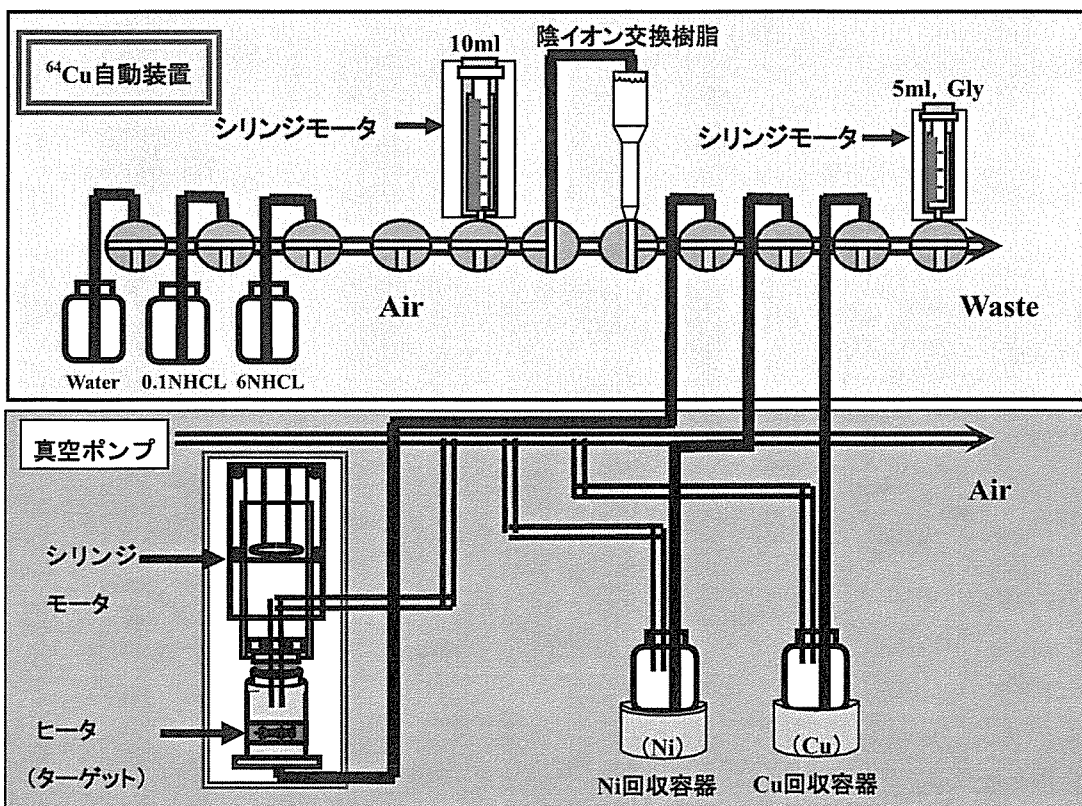 ⁶⁴Cu自動装置
10ml
陰イオン交換樹脂
5ml, Gly
シリンジモータ
シリンジモータ
Air
Waste
Water
0.1NHCL
6NHCL
真空ポンプ
Air
シリンジ
モータ
ヒータ
(ターゲット)
(Ni)
(Cu)
Ni回収容器
Cu回収容器